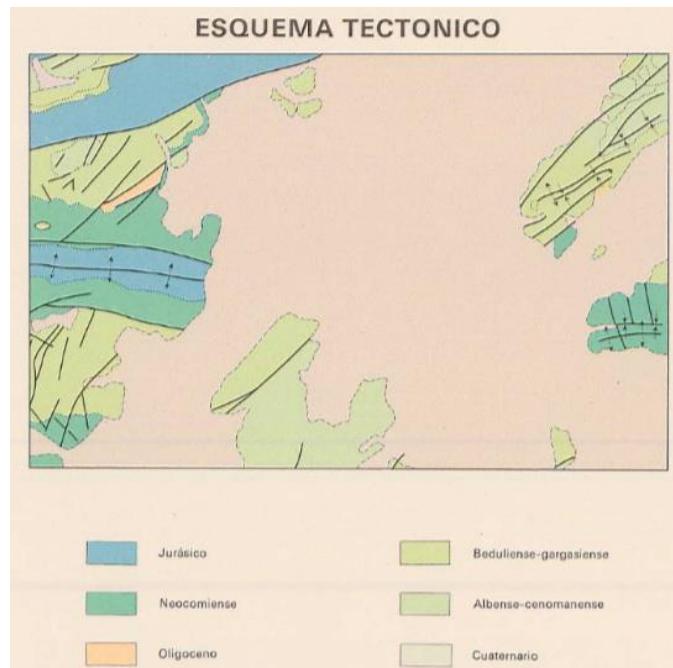 ESQUEMA TECTONICO
Jurásico
Beduliense-gargasiense
Neocomiense
Albense-cenomanense
Oligoceno
Cuaternario